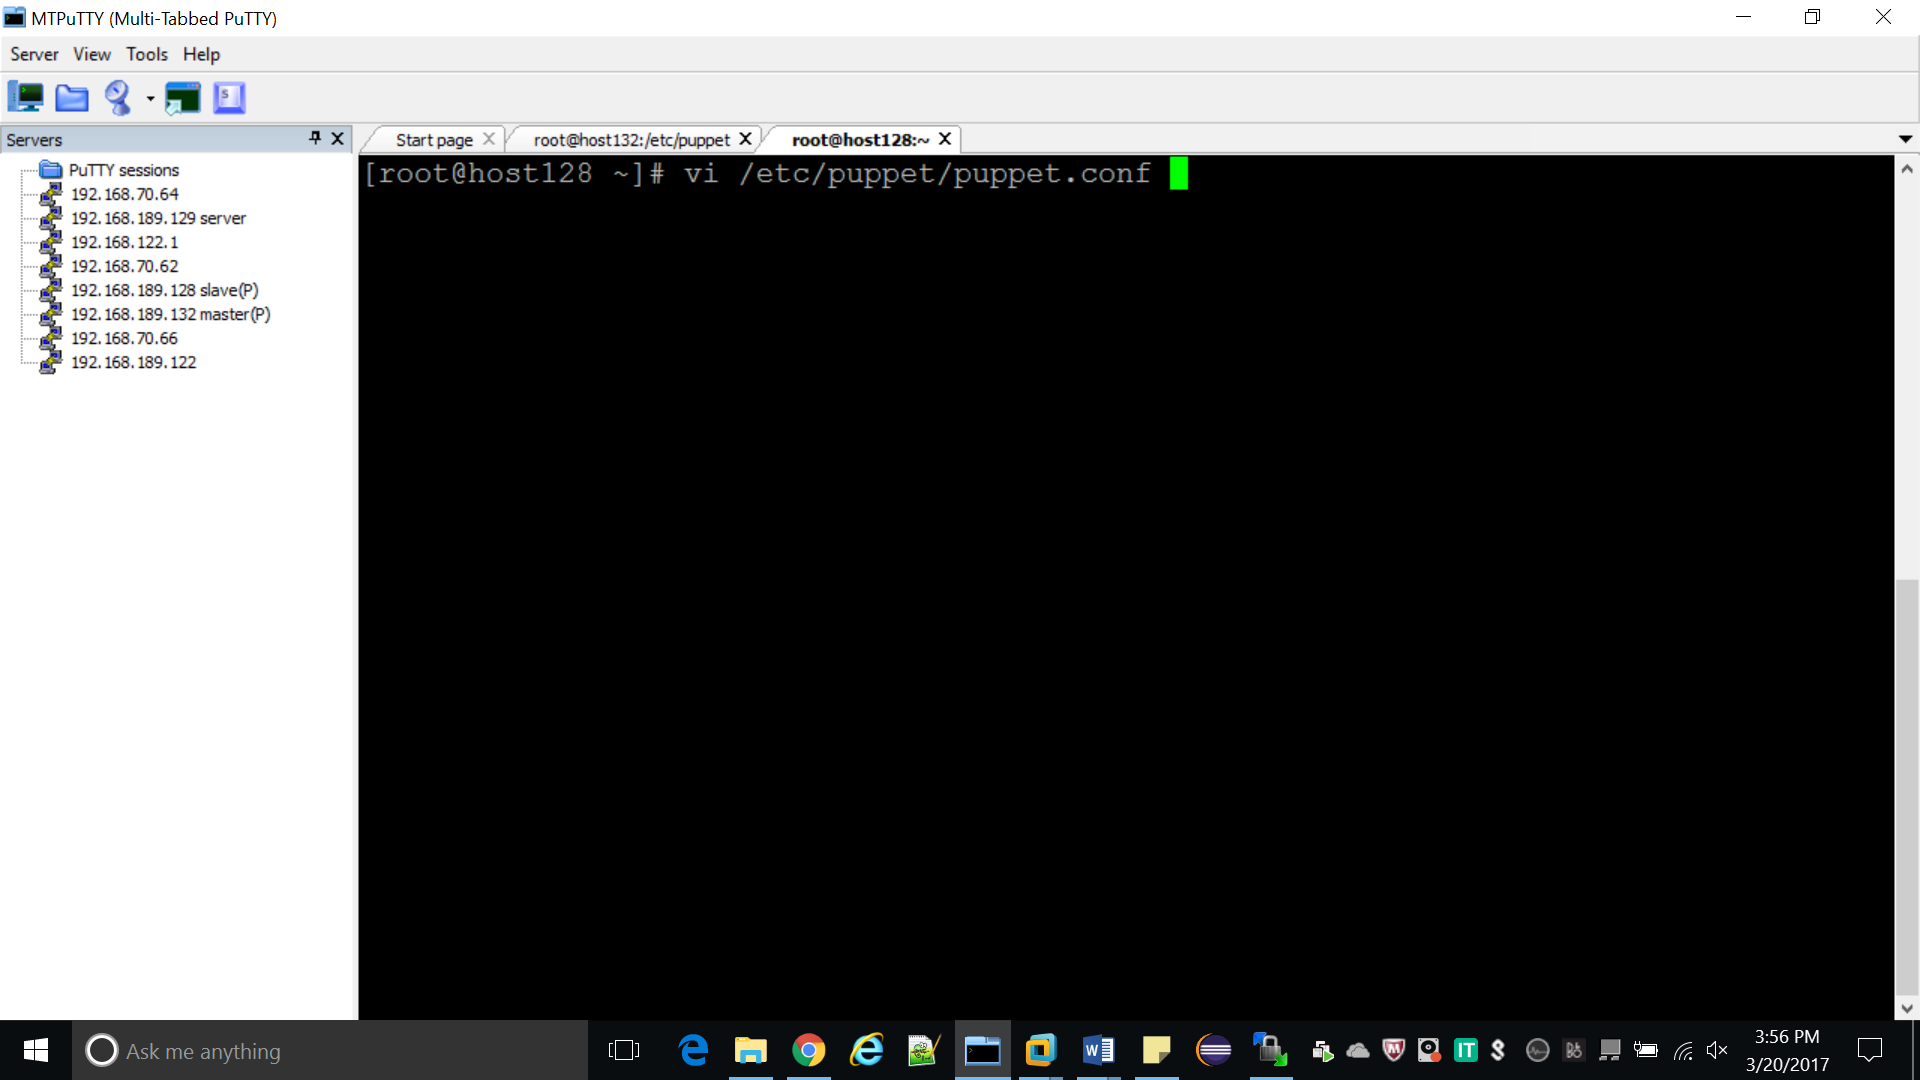 MTPuTTY (Multi-Tabbed PuTTY)
Server View Tools Help
Servers
Start page
root@host132:/etc/puppet
root@host128:~
PuTTY sessions
192.168.70.64
192.168.189.129 server
192.168.122.1
192.168.70.62
192.168.189.128 slave(P)
192.168.189.132 master(P)
192.168.70.66
192.168.189.122
[root@host128 ~]# vi /etc/puppet/puppet.conf
Ask me anything
3:56 PM
3/20/2017